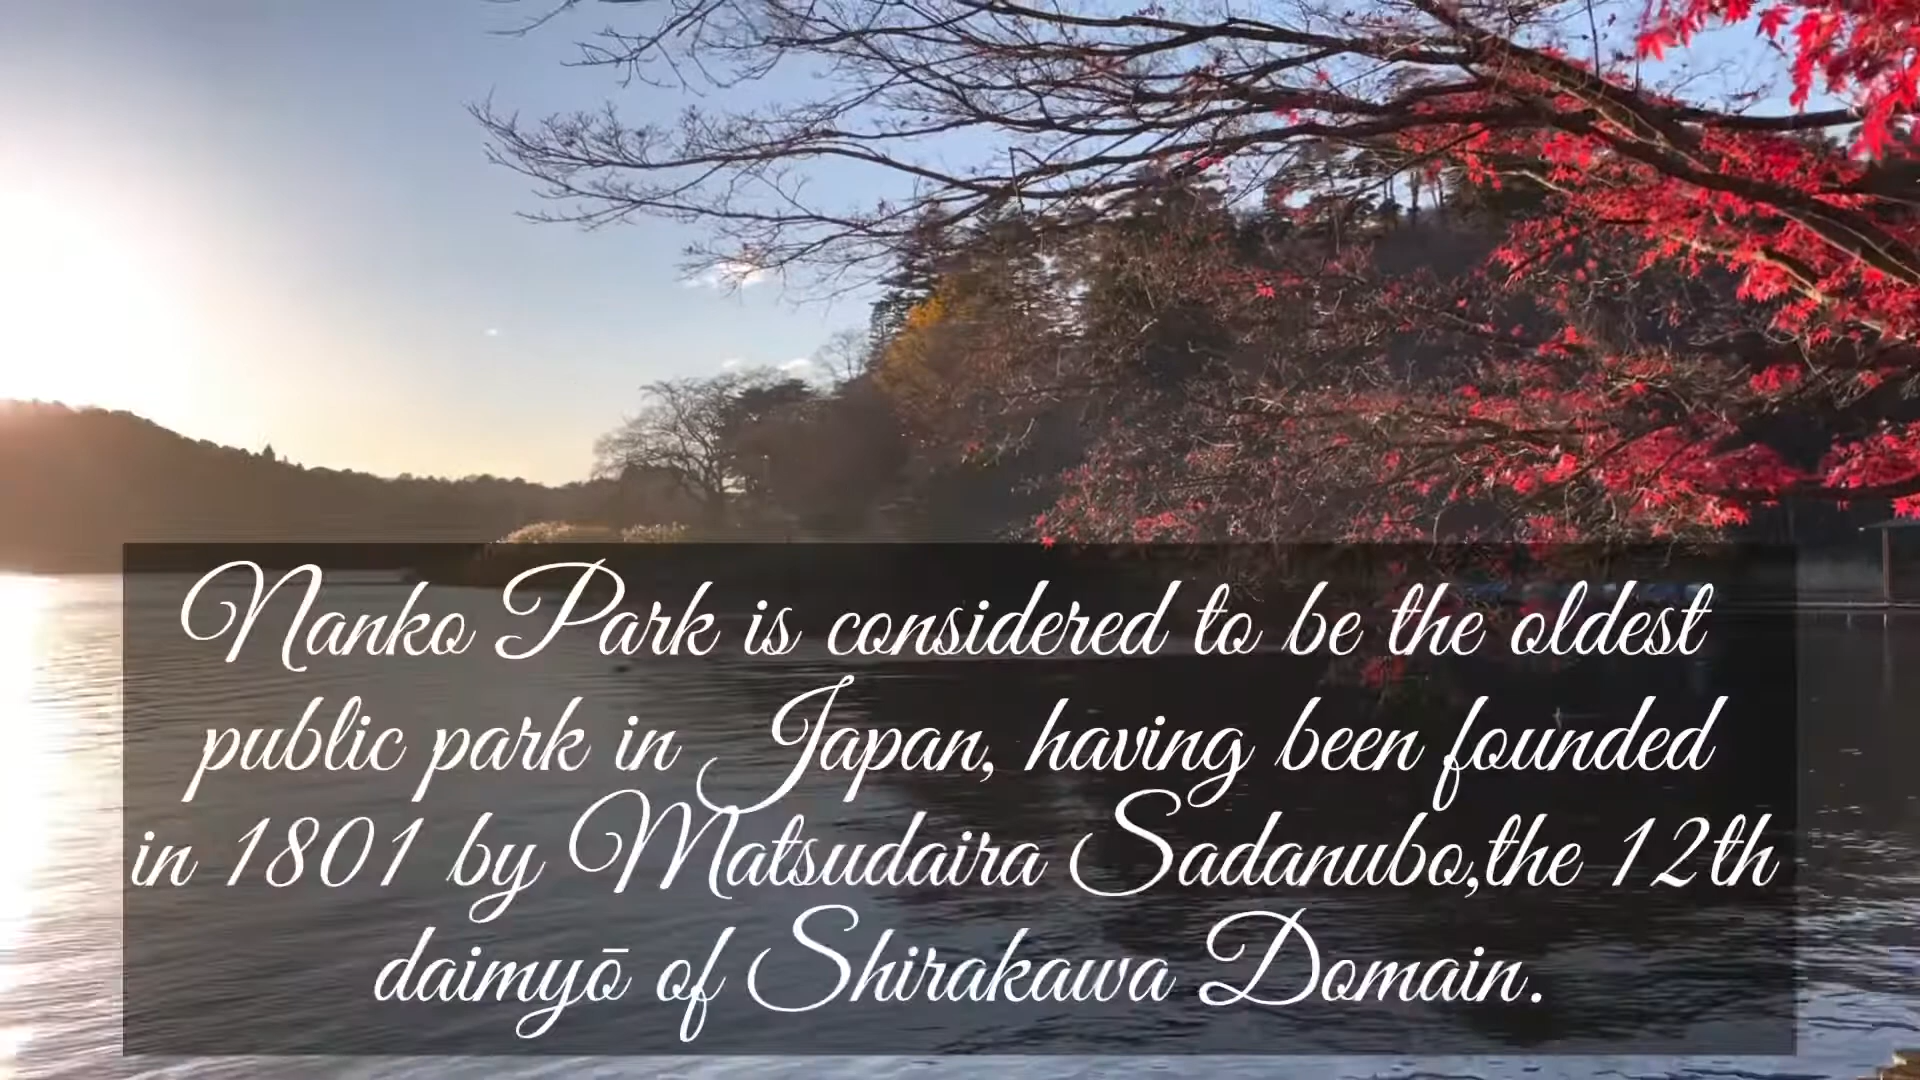 Nanko Park is considered to be the oldest
public park in Japan, having been founded
in 1801 by Matsudaira Sadanubo,the 12th
daimyō of Shirakawa Domain.